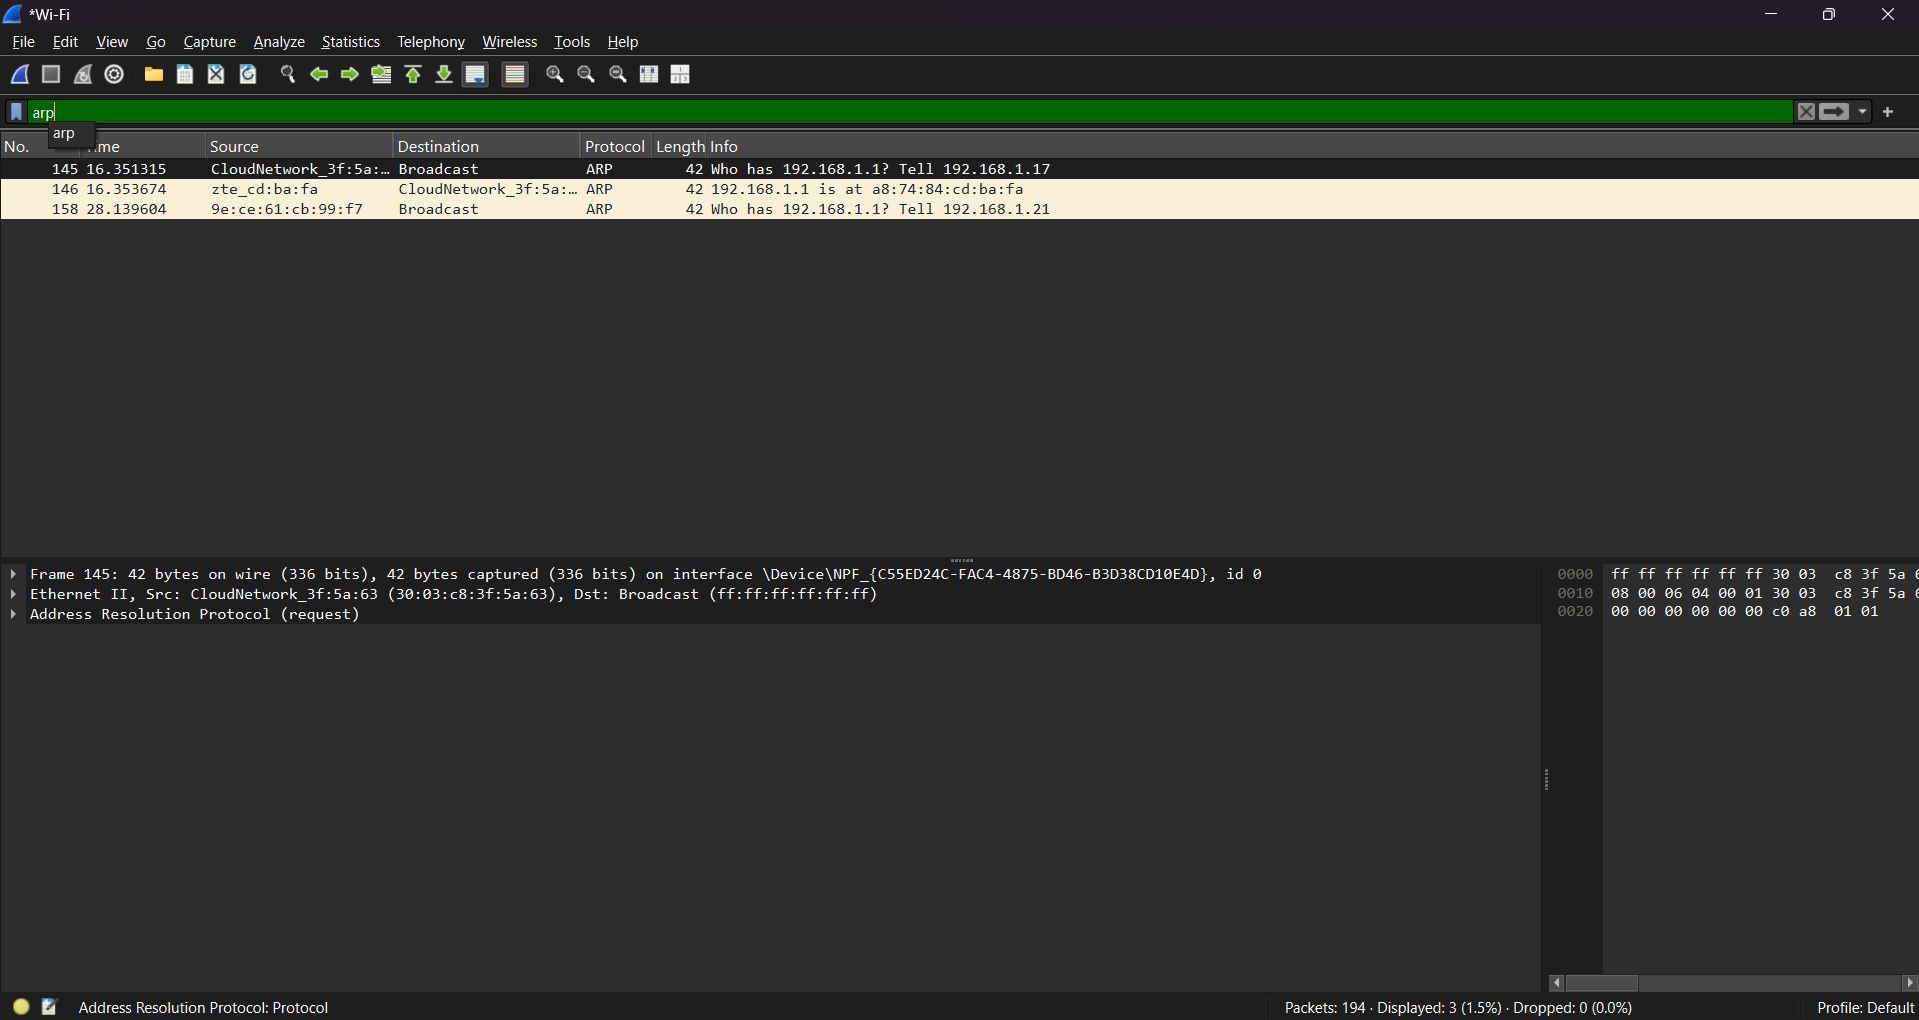 *Wi-Fi
File Edit View Go Capture Analyze Statistics Telephony Wireless Tools Help
arp
arp
No. Source Destination Protocol Length Info
145 16.351315 CloudNetwork_3f:5a:… Broadcast ARP 42 Who has 192.168.1.1? Tell 192.168.1.17
146 16.353674 zte_cd:ba:fa CloudNetwork_3f:5a:… ARP 42 192.168.1.1 is at a8:74:84:cd:ba:fa
158 28.139604 9e:ce:61:cb:99:f7 Broadcast ARP 42 Who has 192.168.1.1? Tell 192.168.1.21
Frame 145: 42 bytes on wire (336 bits), 42 bytes captured (336 bits) on interface \Device\NPF_{C55ED24C-FAC4-4875-BD46-B3D38CD10E4D}, id 0
Ethernet II, Src: CloudNetwork_3f:5a:63 (30:03:c8:3f:5a:63), Dst: Broadcast (ff:ff:ff:ff:ff:ff)
Address Resolution Protocol (request)
0000 ff ff ff ff ff ff 30 03 c8 3f 5a
0010 08 00 06 04 00 01 30 03 c8 3f 5a
0020 00 00 00 00 00 00 c0 a8 01 01
Address Resolution Protocol: Protocol
Packets: 194 · Displayed: 3 (1.5%) · Dropped: 0 (0.0%)
Profile: Default